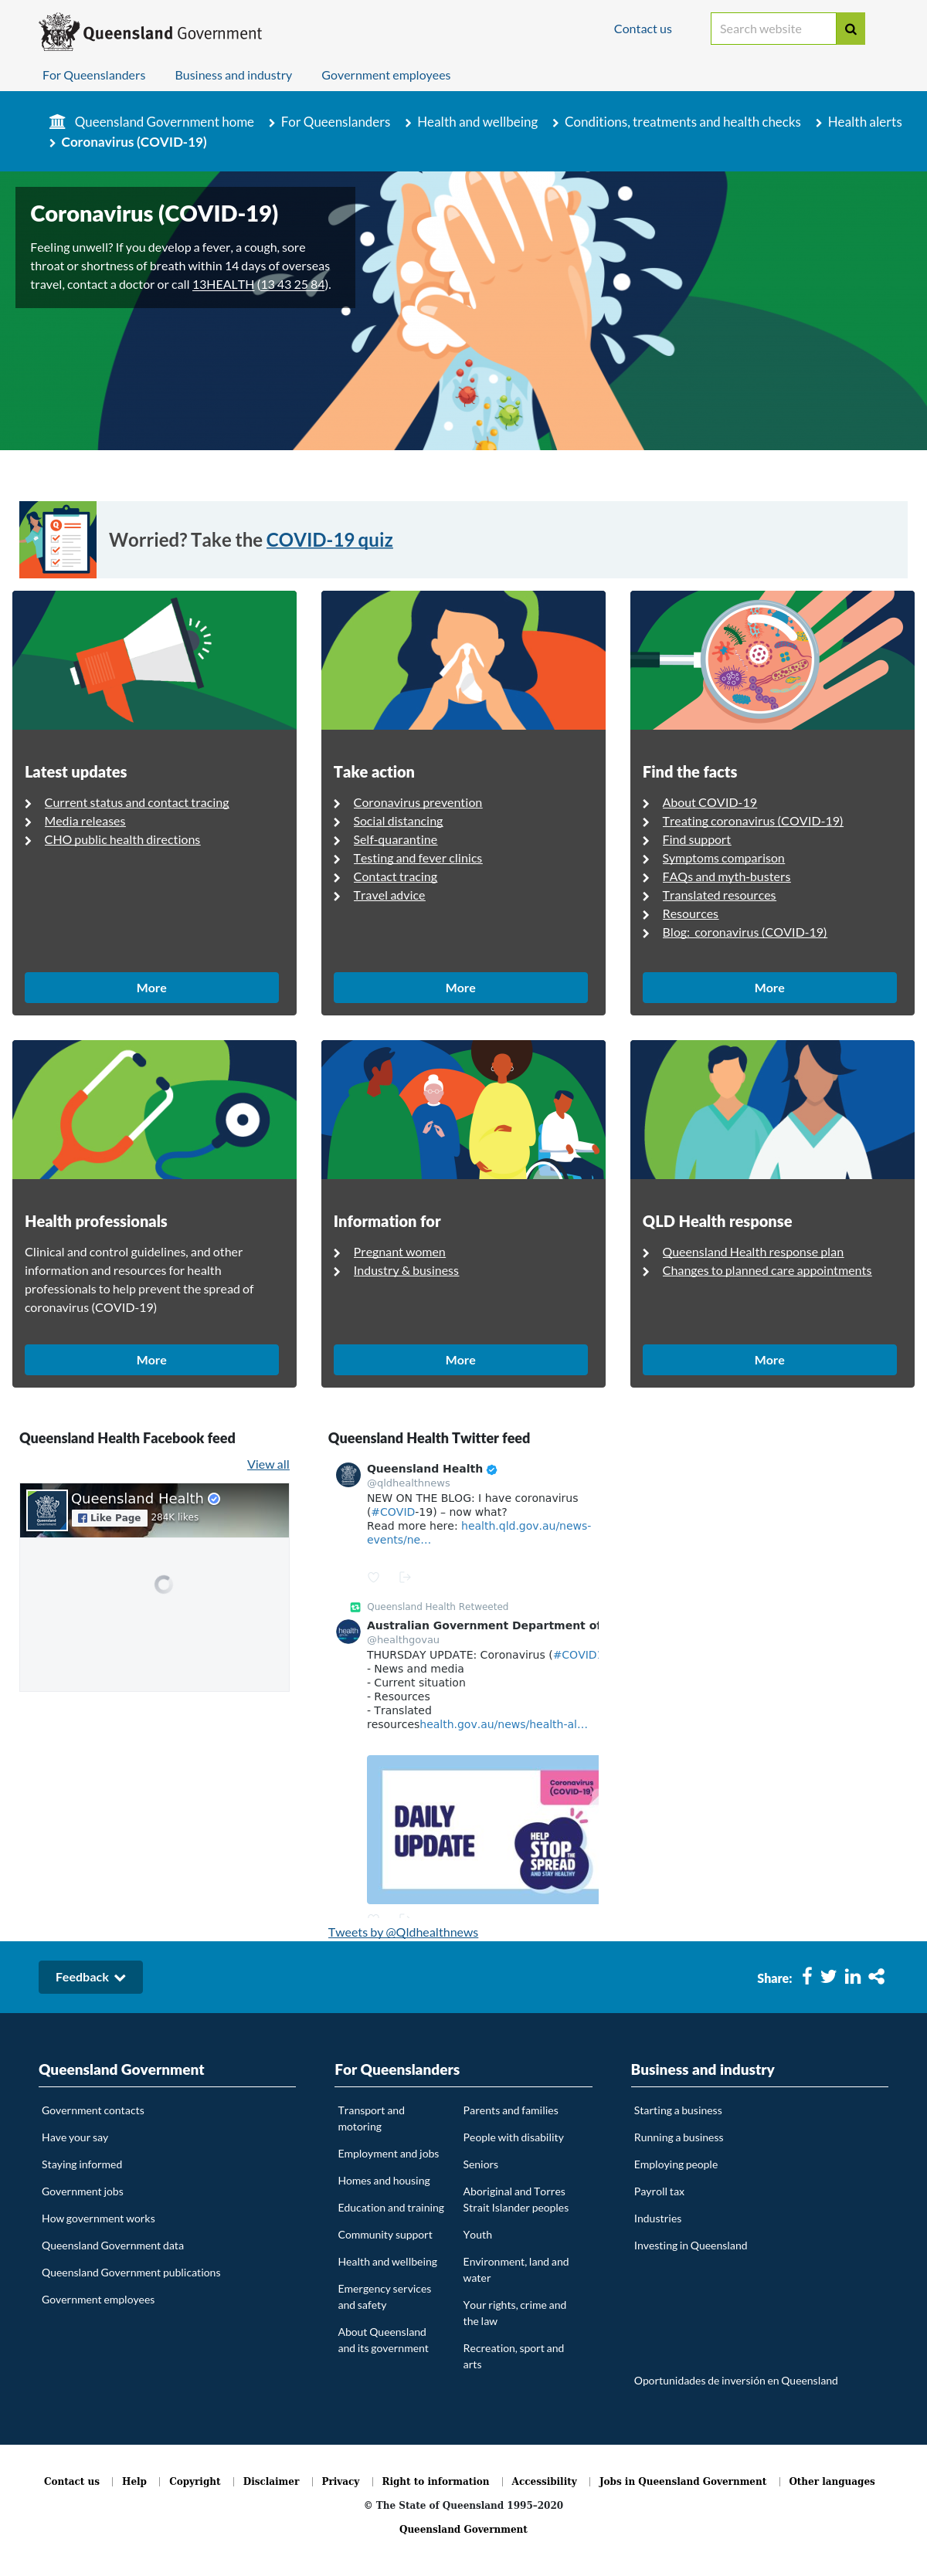 Queensland Government
Contact us
Search website
For Queenslanders
Business and industry
Government employees
Queensland Government home
For Queenslanders
Health and wellbeing
Conditions, treatments and health checks
Health alerts
Coronavirus (COVID-19)
Coronavirus (COVID-19)
Feeling unwell? If you develop a fever, a cough, sore
throat or shortness of breath within 14 days of overseas
travel, contact a doctor or call 13HEALTH (13 43 25 84).
Worried? Take the COVID-19 quiz
Latest updates
Current status and contact tracing
Media releases
CHO public health directions
More
Take action
Coronavirus prevention
Social distancing
Self-quarantine
Testing and fever clinics
Contact tracing
Travel advice
More
Find the facts
About COVID-19
Treating coronavirus (COVID-19)
Find support
Symptoms comparison
FAQs and myth-busters
Translated resources
Resources
Blog: coronavirus (COVID-19)
More
Health professionals
Clinical and control guidelines, and other
information and resources for health
professionals to help prevent the spread of
coronavirus (COVID-19)
More
Information for
Pregnant women
Industry & business
More
QLD Health response
Queensland Health response plan
Changes to planned care appointments
More
Queensland Health Facebook feed
View all
Queensland Health
Like Page
284K likes
Queensland Health Twitter feed
Queensland Health
@qldhealthnews
NEW ON THE BLOG: I have coronavirus
(#COVID-19) – now what?
Read more here: health.qld.gov.au/news-
events/ne…
Queensland Health Retweeted
Australian Government Department of
@healthgovau
THURSDAY UPDATE: Coronavirus (#COVID
- News and media
- Current situation
- Resources
- Translated
resourceshealth.gov.au/news/health-al…
Coronavirus
(COVID-19)
DAILY
UPDATE
HELP
STOP THE
SPREAD
AND STAY HEALTHY
Tweets by @Qldhealthnews
Feedback
Share:
Queensland Government
Government contacts
Have your say
Staying informed
Government jobs
How government works
Queensland Government data
Queensland Government publications
Government employees
For Queenslanders
Transport and
motoring
Employment and jobs
Homes and housing
Education and training
Community support
Health and wellbeing
Emergency services
and safety
About Queensland
and its government
Parents and families
People with disability
Seniors
Aboriginal and Torres
Strait Islander peoples
Youth
Environment, land and
water
Your rights, crime and
the law
Recreation, sport and
arts
Business and industry
Starting a business
Running a business
Employing people
Payroll tax
Industries
Investing in Queensland
Oportunidades de inversión en Queensland
Contact us
Help
Copyright
Disclaimer
Privacy
Right to information
Accessibility
Jobs in Queensland Government
Other languages
© The State of Queensland 1995–2020
Queensland Government